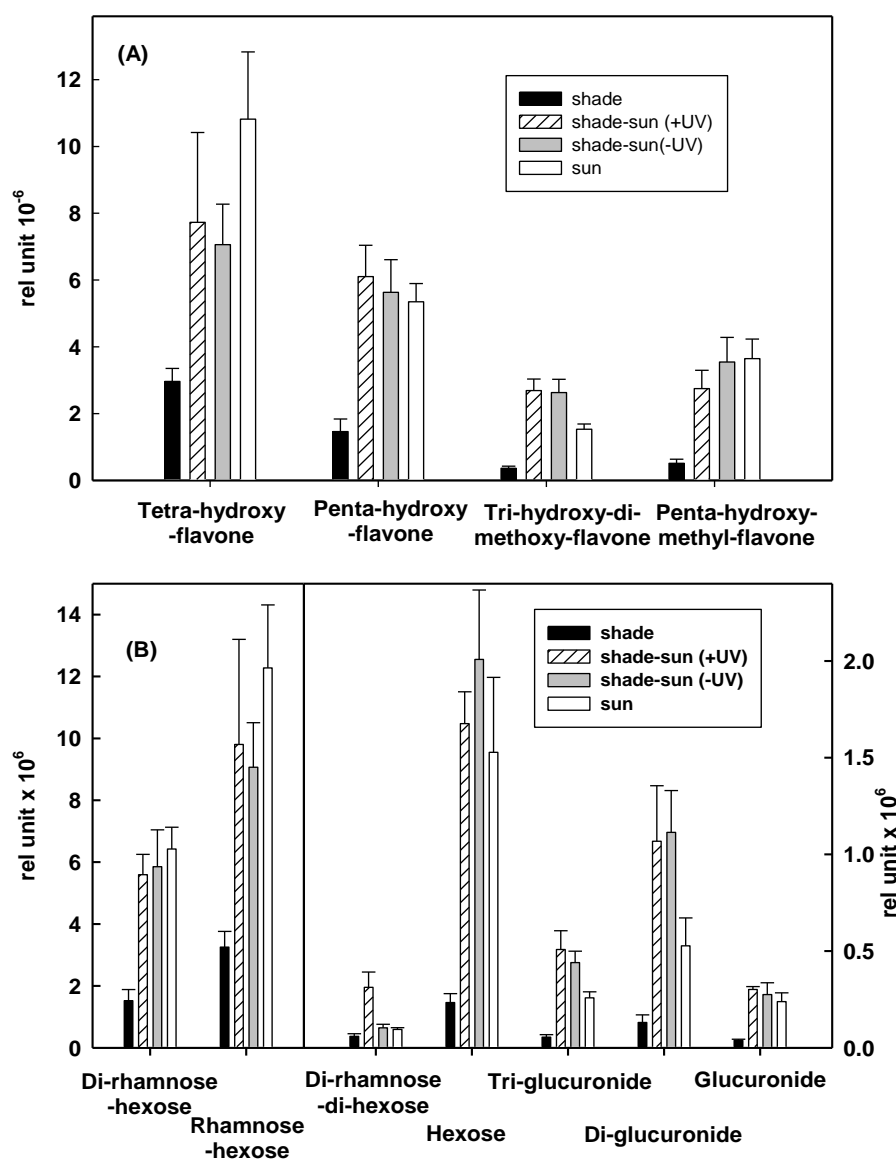 (A)
shade
shade-sun (+UV)
shade-sun(-UV)
sun
rel unit 10-6
12
10
8
6
4
2
0
Tetra-hydroxy
-flavone
Penta-hydroxy
-flavone
Tri-hydroxy-di-
methoxy-flavone
Penta-hydroxy-
methyl-flavone
(B)
shade
shade-sun (+UV)
shade-sun (-UV)
sun
rel unit x 10⁶
14
12
10
8
6
4
2
0
2.0
1.5
1.0
0.5
0.0
rel unit x 10⁶
Di-rhamnose
-hexose
Rhamnose
-hexose
Di-rhamnose
-di-hexose
Hexose
Tri-glucuronide
Di-glucuronide
Glucuronide